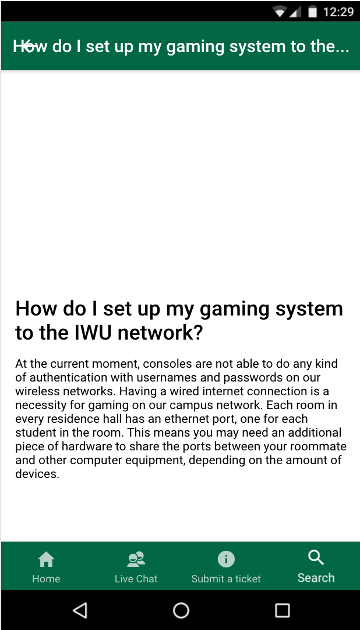 12:29
How do I set up my gaming system to the...
How do I set up my gaming system
to the IWU network?
At the current moment, consoles are not able to do any kind
of authentication with usernames and passwords on our
wireless networks. Having a wired internet connection is a
necessity for gaming on our campus network. Each room in
every residence hall has an ethernet port, one for each
student in the room. This means you may need an additional
piece of hardware to share the ports between your roommate
and other computer equipment, depending on the amount of
devices.
Home
Live Chat
Submit a ticket
Search